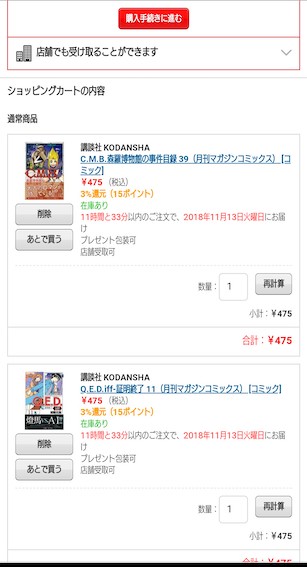 購入手続きに進む
店舗でも受け取ることができます
ショッピングカートの内容
通常商品
講談社 KODANSHA
C.M.B.森羅博物館の事件目録 39（月刊マガジンコミックス） [コ
ミック]
￥475 （税込）
3%還元 （15ポイント）
在庫あり
11時間と33分以内のご注文で、2018年11月13日火曜日にお届
け
プレゼント包装可
店舗受取可
削除
あとで買う
数量： 1 再計算
小計：￥475
合計：￥475
講談社 KODANSHA
Q.E.D.iff-証明終了 11（月刊マガジンコミックス） [コミック]
￥475 （税込）
3%還元 （15ポイント）
在庫あり
11時間と33分以内のご注文で、2018年11月13日火曜日にお届
け
プレゼント包装可
店舗受取可
Q.E.D.
燈馬VS.A.I.!!
削除
あとで買う
数量： 1 再計算
小計：￥475